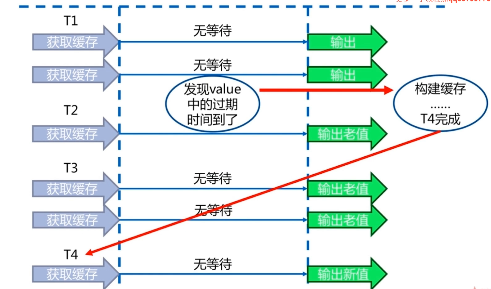 T1
无等待
获取缓存
输出
无等待
获取缓存
输出
发现value
中的过期
时间到了
构建缓存
……
T4完成
T2
获取缓存
输出老值
T3
无等待
获取缓存
输出老值
无等待
获取缓存
输出老值
T4
无等待
获取缓存
输出新值